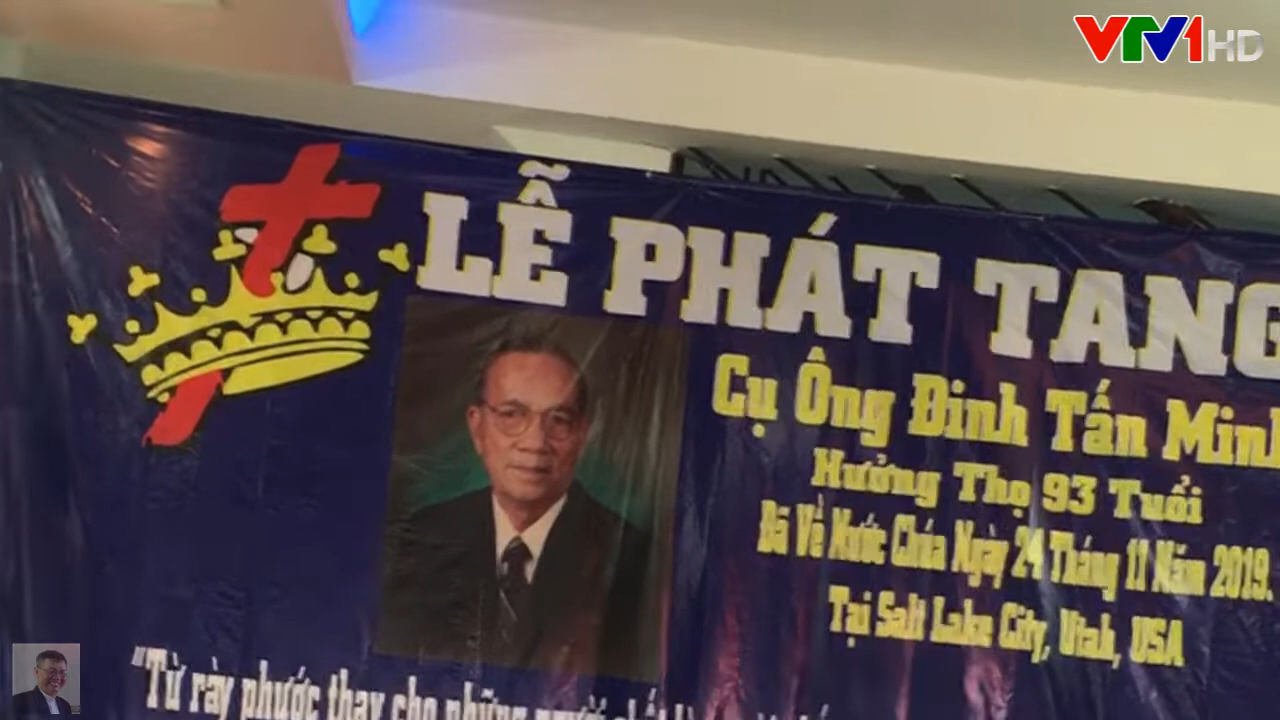 VTV1 HD
LỄ PHÁT TANG
Cụ Ông Đinh Tấn Minh
Hưởng Thọ 93 Tuổi
Đã Về Nước Chúa Ngày 24 Tháng 11 Năm 2019.
Tại Salt Lake City, Utah, USA
"Từ rày phước thay cho những người chết là người